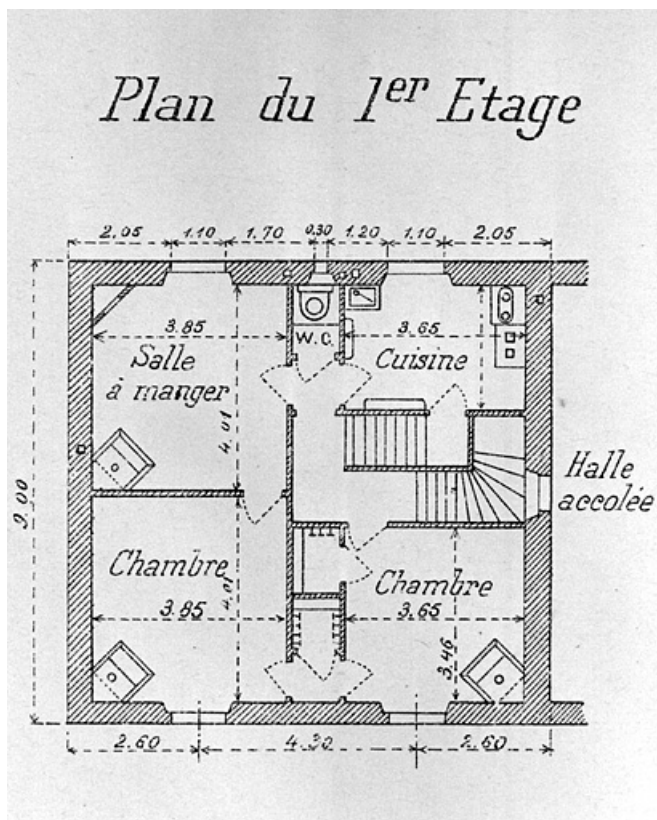 Plan du 1er Etage
2.05 1.10 1.70 0.30 1.20 1.10 2.05
3.85
W.C.
3.65
Salle
à manger
Cuisine
4.01
9.00
Halle
accolée
Chambre
4.01
Chambre
3.85
3.65
3.46
2.60 4.30 2.60